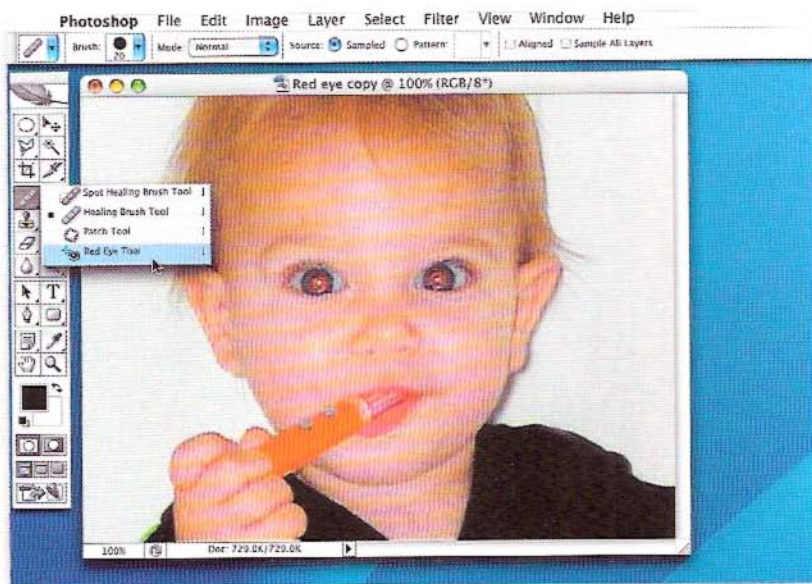 Photoshop File Edit Image Layer Select Filter View Window Help
Brush: 20 Mode: Normal Source: Sampled Pattern: Aligned Sample All Layers
Red eye copy @ 100% (RGB/8*)
Spot Healing Brush Tool J
Healing Brush Tool J
Patch Tool J
Red Eye Tool J
T
100% Doc: 729.0K/729.0K